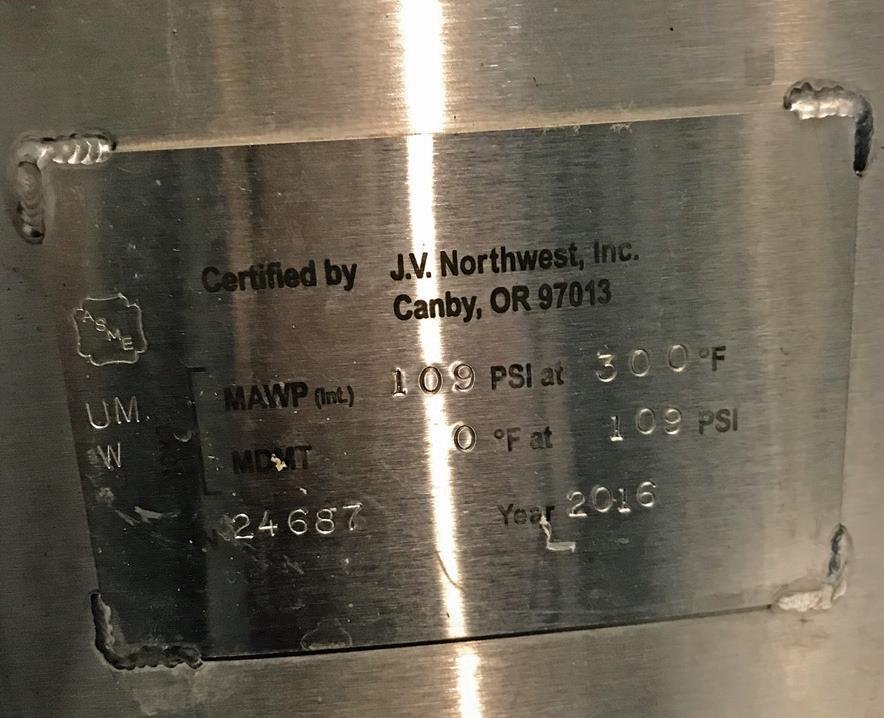 Certified by J.V. Northwest, Inc.
Canby, OR 97013
ASME
UM
W
MAWP (Int.) 109 PSI at 300°F
MDMT 0 °F at 109 PSI
24687 Year 2016